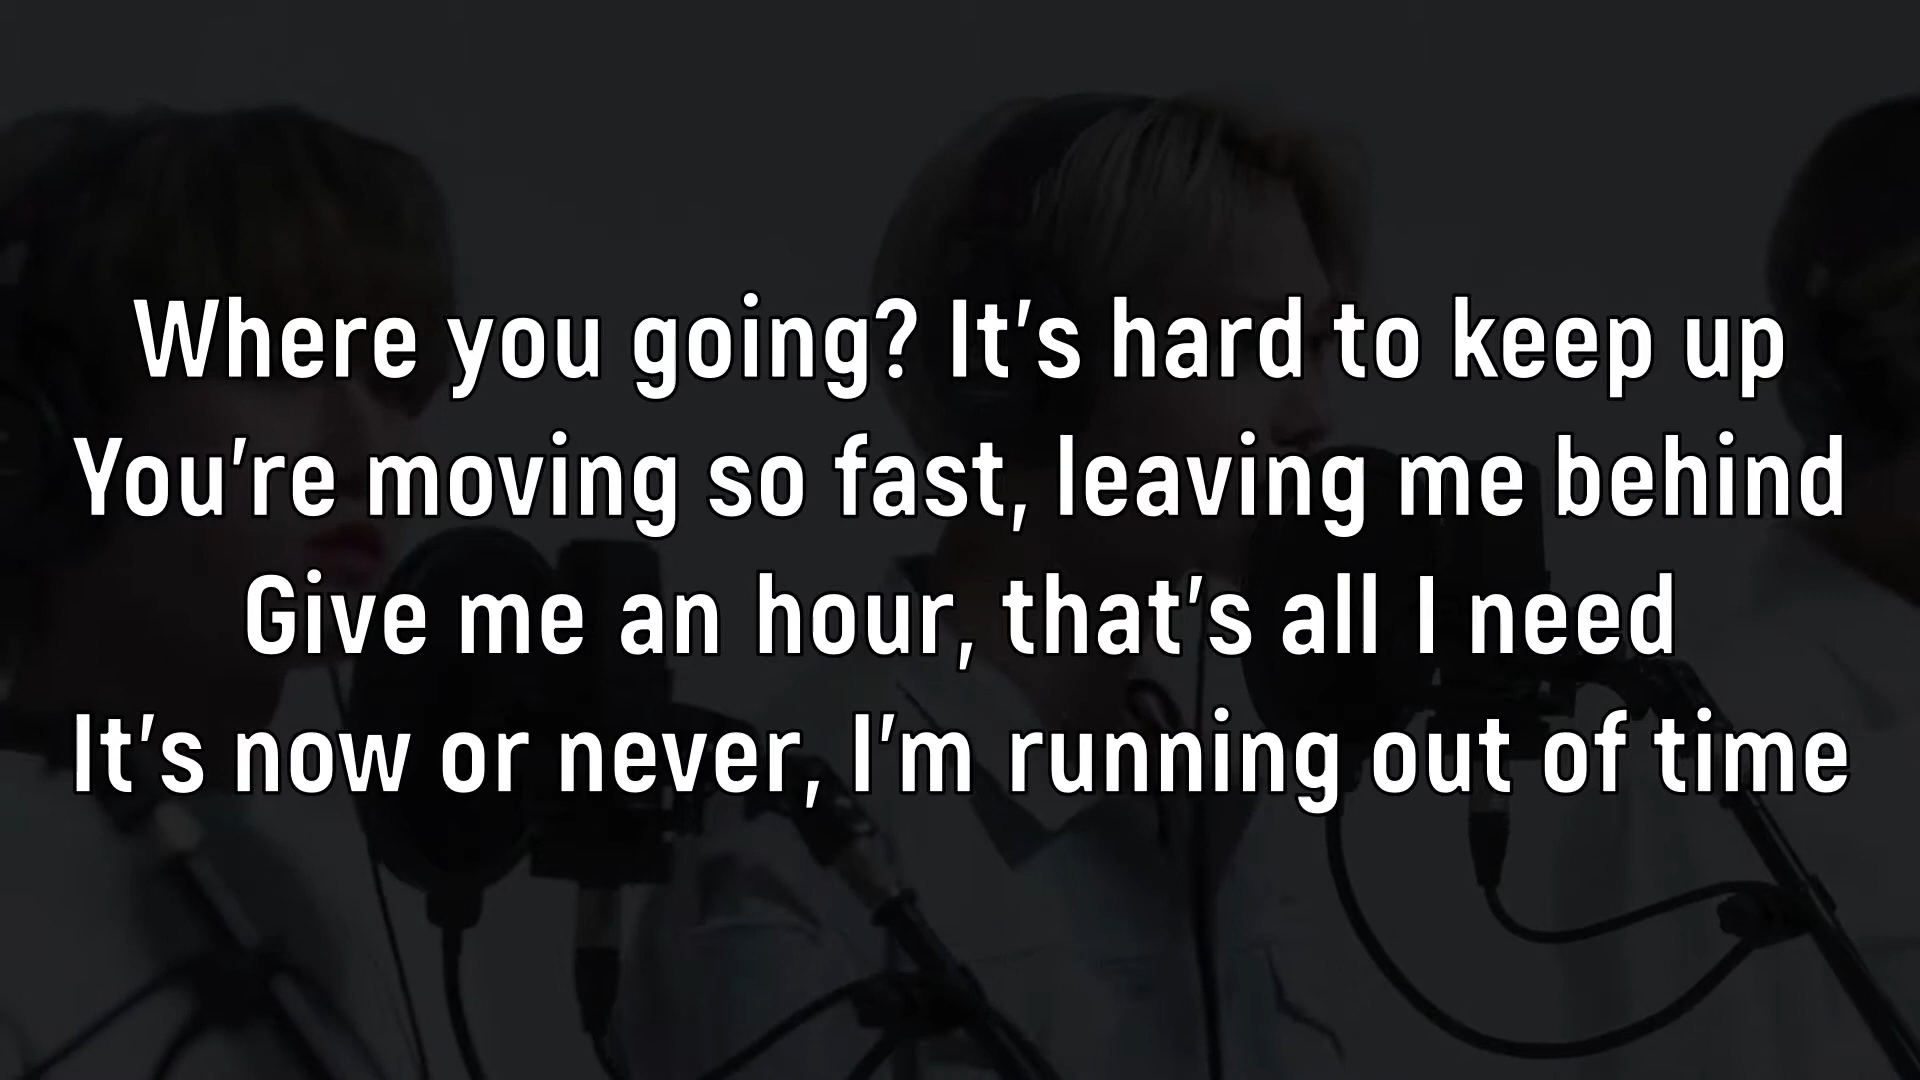 Where you going? It's hard to keep up
You're moving so fast, leaving me behind
Give me an hour, that's all I need
It's now or never, I'm running out of time